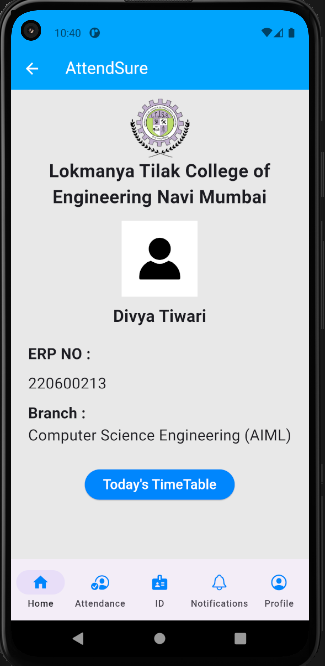 10:40
AttendSure
Lokmanya Tilak College of
Engineering Navi Mumbai
Divya Tiwari
ERP NO :
220600213
Branch :
Computer Science Engineering (AIML)
Today's TimeTable
Home Attendance ID Notifications Profile